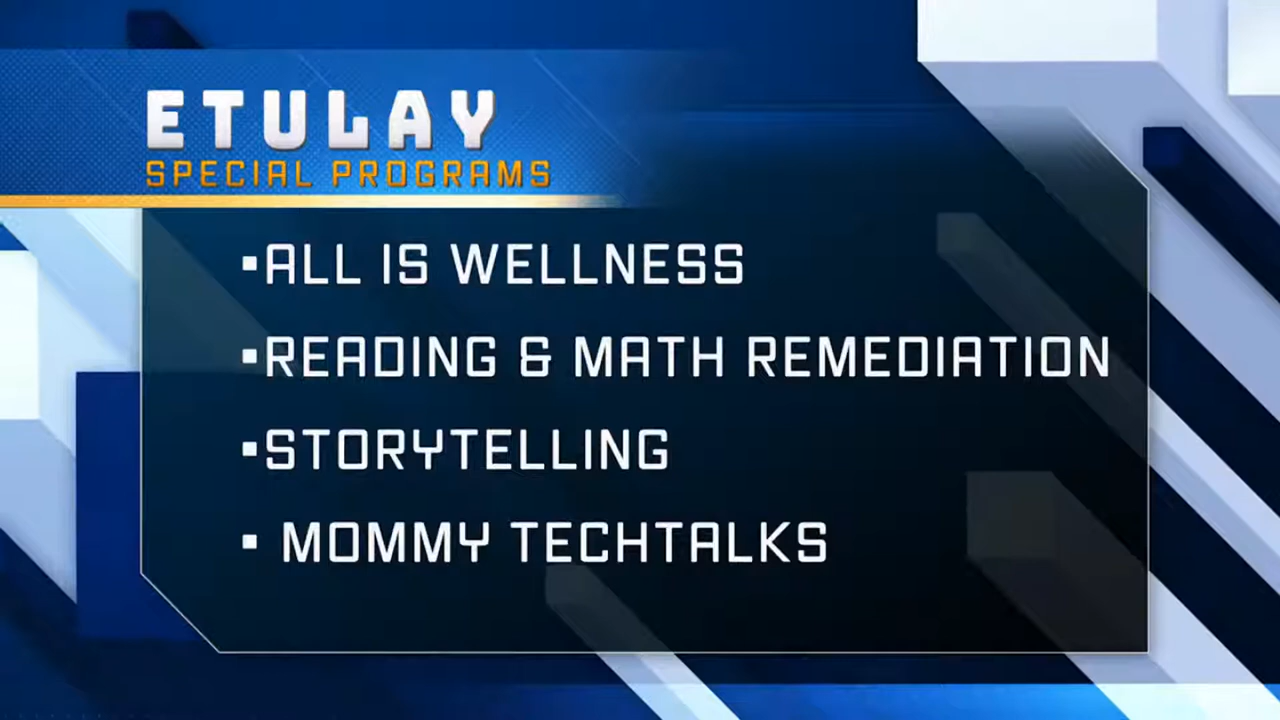 ETULAY
SPECIAL PROGRAMS
▪ALL IS WELLNESS
▪READING & MATH REMEDIATION
▪STORYTELLING
▪ MOMMY TECHTALKS